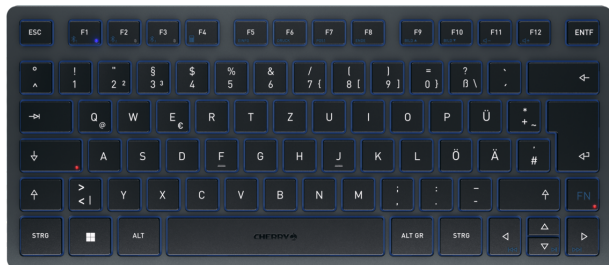 ESC F1 F2 F3 F4 F5 F6 F7 F8 F9 F10 F11 F12 ENTF
° ! " § $ % & / ( ) = ? `
^ 1 2 ² 3 ³ 4 5 6 7 { 8 [ 9 ] 0 } ß \ ´
Q @ W E € R T Z U I O P Ü * + ~
A S D F G H J K L Ö Ä ' #
> < | Y X C V B N M ; , : . _ - FN
STRG ALT CHERRY ALT GR STRG